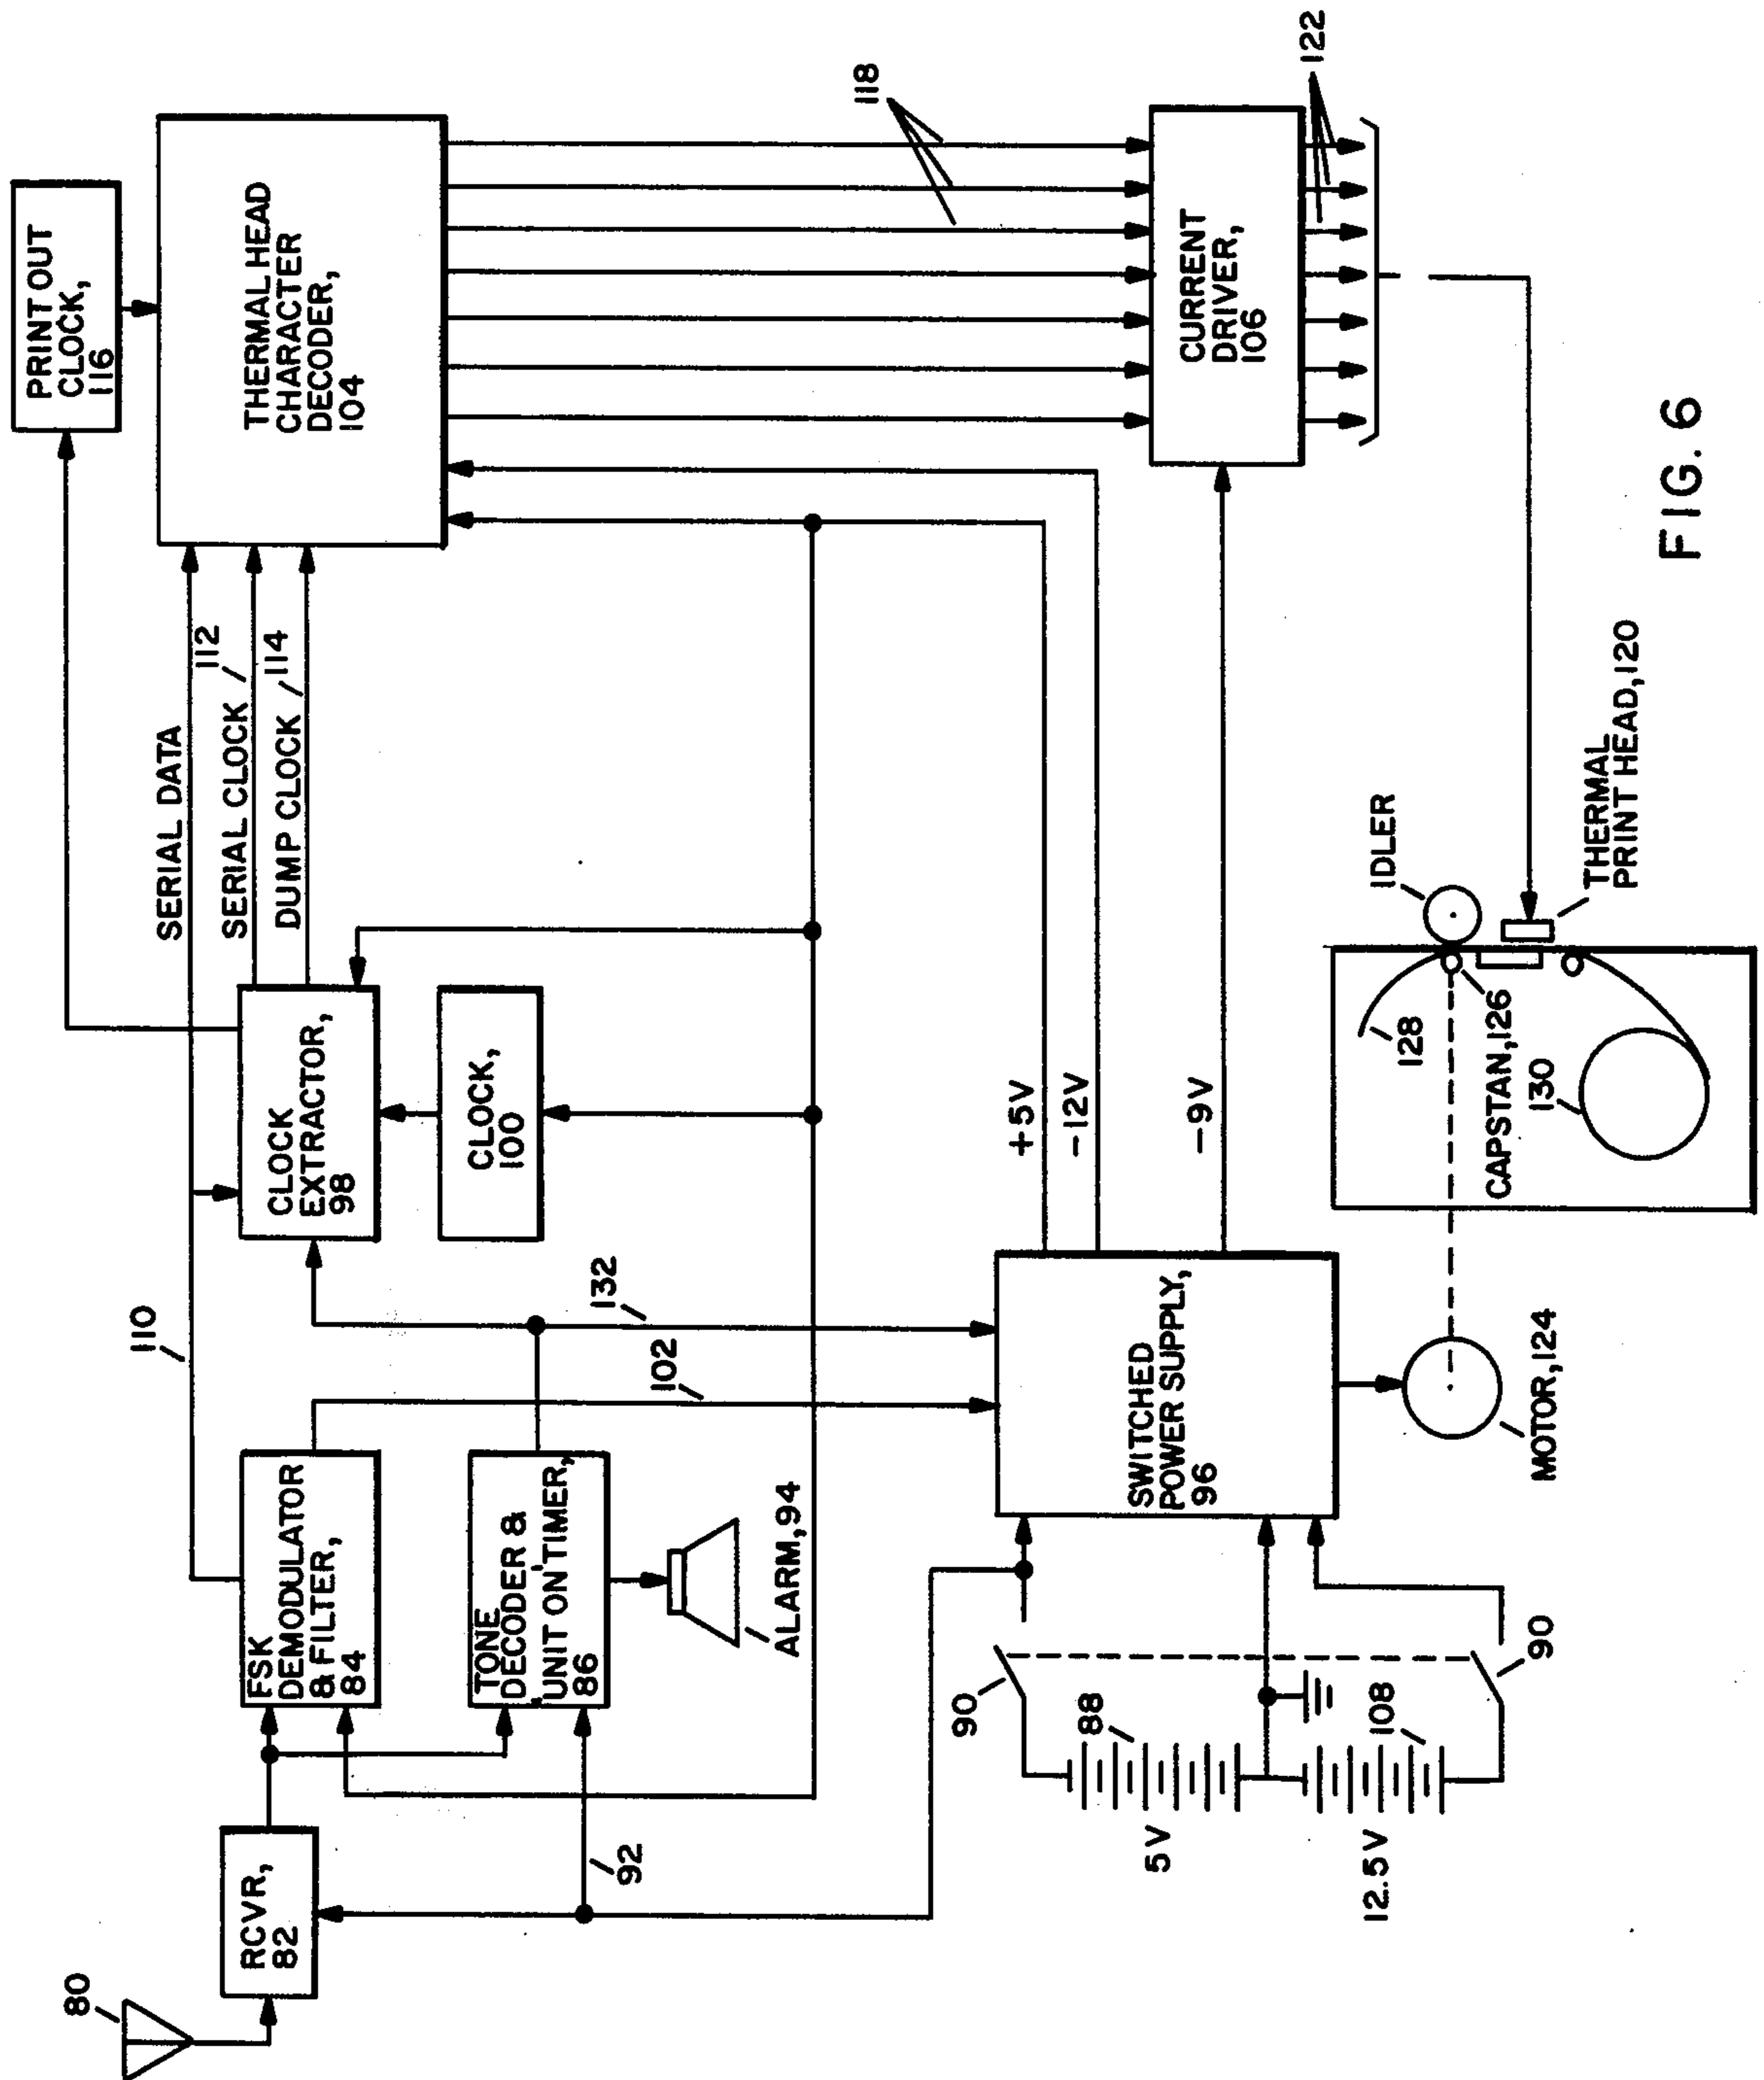 80
RCVR,
82
92
110
FSK
DEMODULATOR
& FILTER,
84
TONE
DECODER &
UNIT ON TIMER,
86
ALARM, 94
102
132
CLOCK
EXTRACTOR,
98
CLOCK,
100
SERIAL DATA
SERIAL CLOCK
112
DUMP CLOCK
114
PRINT OUT
CLOCK,
116
THERMAL HEAD
CHARACTER
DECODER,
104
118
CURRENT
DRIVER,
106
122
90
88
5V
108
12.5V
90
SWITCHED
POWER SUPPLY,
96
+5V
-12V
-9V
MOTOR, 124
CAPSTAN, 126
128
130
IDLER
THERMAL
PRINT HEAD, 120
FIG. 6